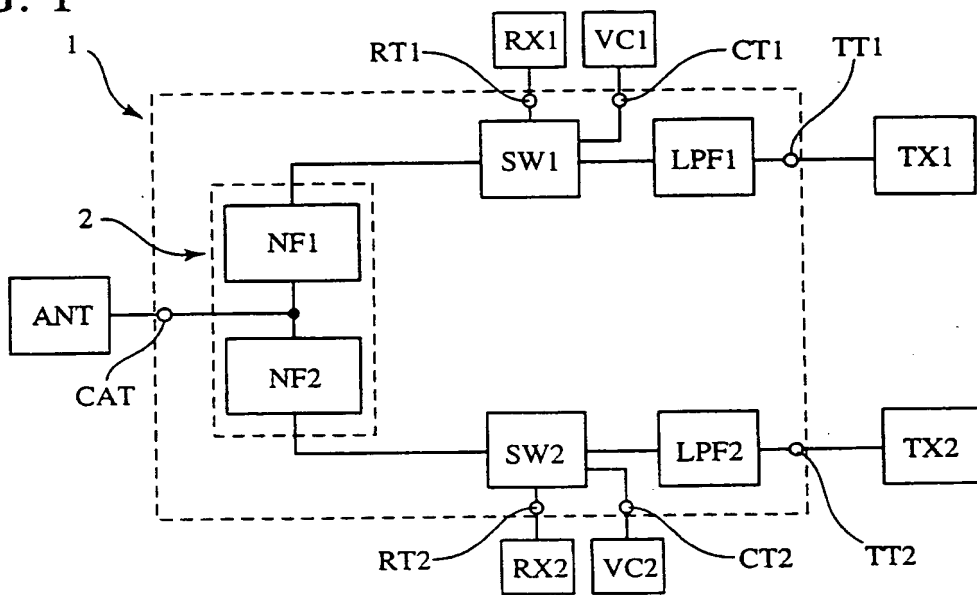 1
RT1
RX1
VC1
CT1
TT1
SW1
LPF1
TX1
2
NF1
ANT
CAT
NF2
SW2
LPF2
TX2
RT2
RX2
VC2
CT2
TT2